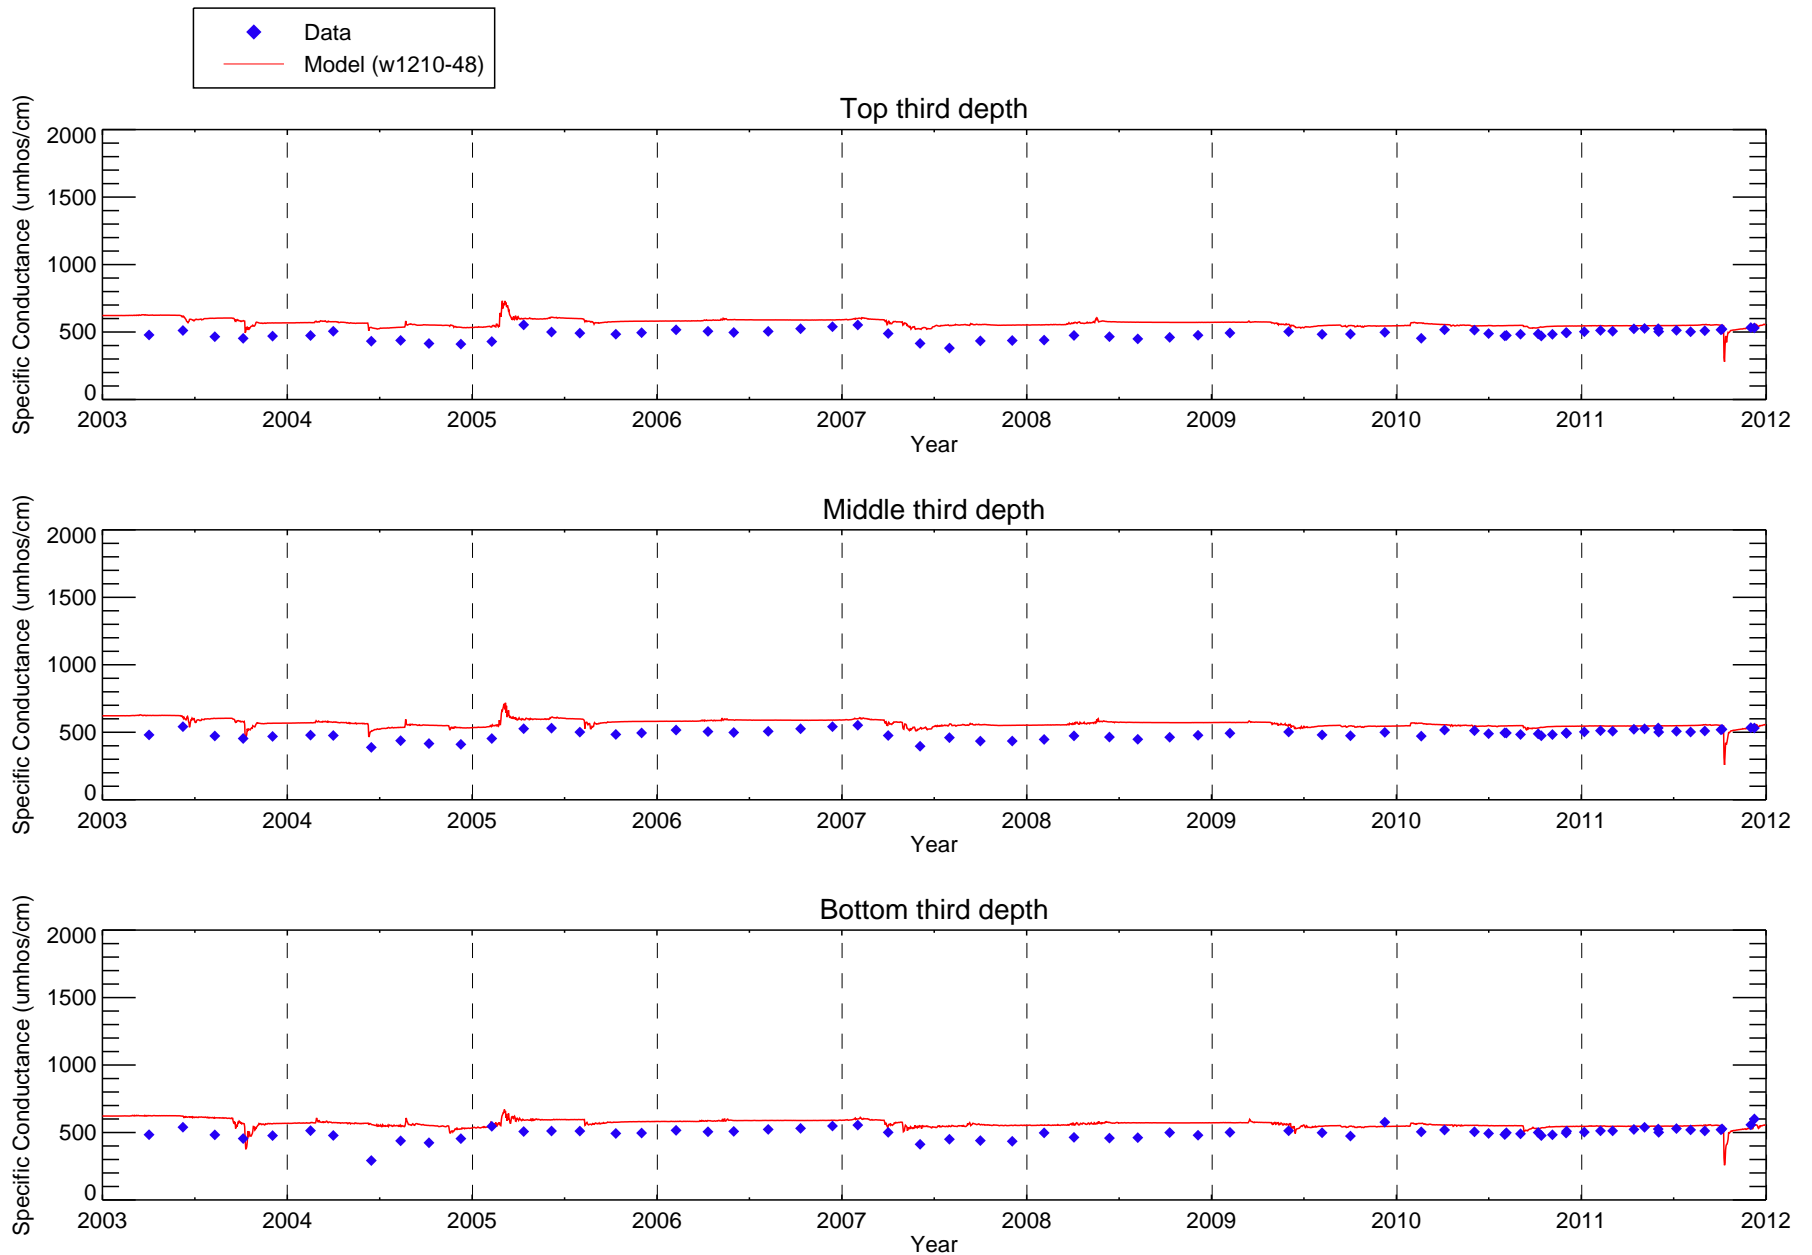 Data
Model (w1210-48)
Top third depth
Specific Conductance (umhos/cm)
2000
1500
1000
500
0
2003 2004 2005 2006 2007 2008 2009 2010 2011 2012
Year
Middle third depth
Specific Conductance (umhos/cm)
2000
1500
1000
500
0
2003 2004 2005 2006 2007 2008 2009 2010 2011 2012
Year
Bottom third depth
Specific Conductance (umhos/cm)
2000
1500
1000
500
0
2003 2004 2005 2006 2007 2008 2009 2010 2011 2012
Year